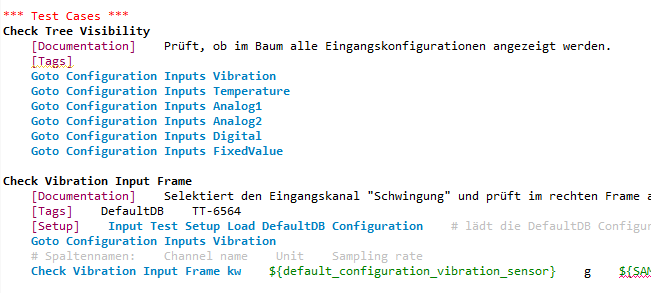 *** Test Cases ***
Check Tree Visibility
[Documentation]    Prüft, ob im Baum alle Eingangskonfigurationen angezeigt werden.
[Tags]
Goto Configuration Inputs Vibration
Goto Configuration Inputs Temperature
Goto Configuration Inputs Analog1
Goto Configuration Inputs Analog2
Goto Configuration Inputs Digital
Goto Configuration Inputs FixedValue
Check Vibration Input Frame
[Documentation]    Selektiert den Eingangskanal "Schwingung" und prüft im rechten Frame a
[Tags]    DefaultDB    TT-6564
[Setup]    Input Test Setup Load DefaultDB Configuration    # lädt die DefaultDB Configur
Goto Configuration Inputs Vibration
# Spaltennamen:    Channel name    Unit    Sampling rate
Check Vibration Input Frame kw    ${default_configuration_vibration_sensor}    g    ${SAM